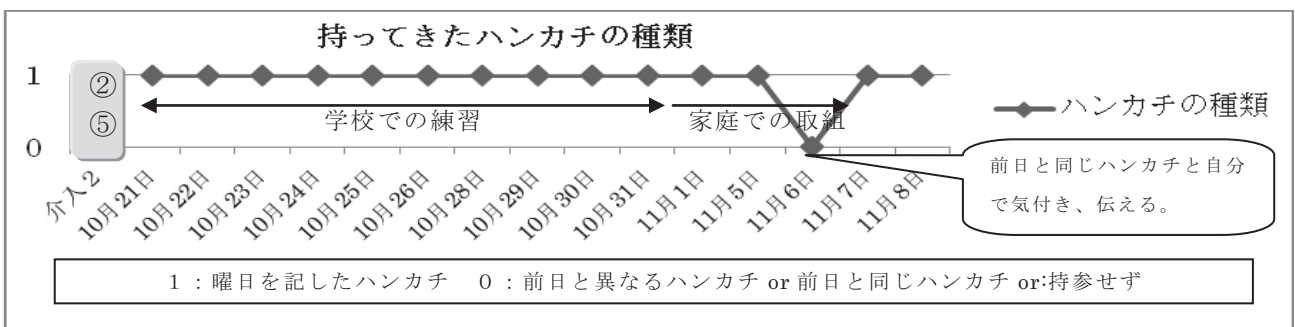 持ってきたハンカチの種類
1
②
⑤
学校での練習
家庭での取組
ハンカチの種類
0
介入2
10月21日
10月22日
10月23日
10月24日
10月25日
10月26日
10月28日
10月29日
10月30日
10月31日
11月1日
11月5日
11月6日
11月7日
11月8日
前日と同じハンカチと自分
で気付き、伝える。
1：曜日を記したハンカチ　0：前日と異なるハンカチ or 前日と同じハンカチ or:持参せず